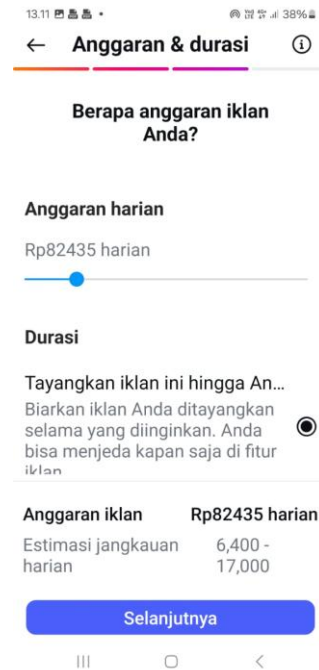 13.11
38%
Anggaran & durasi
Berapa anggaran iklan
Anda?
Anggaran harian
Rp82435 harian
Durasi
Tayangkan iklan ini hingga An...
Biarkan iklan Anda ditayangkan
selama yang diinginkan. Anda
bisa menjeda kapan saja di fitur
iklan
Anggaran iklan Rp82435 harian
Estimasi jangkauan 6,400 -
harian 17,000
Selanjutnya